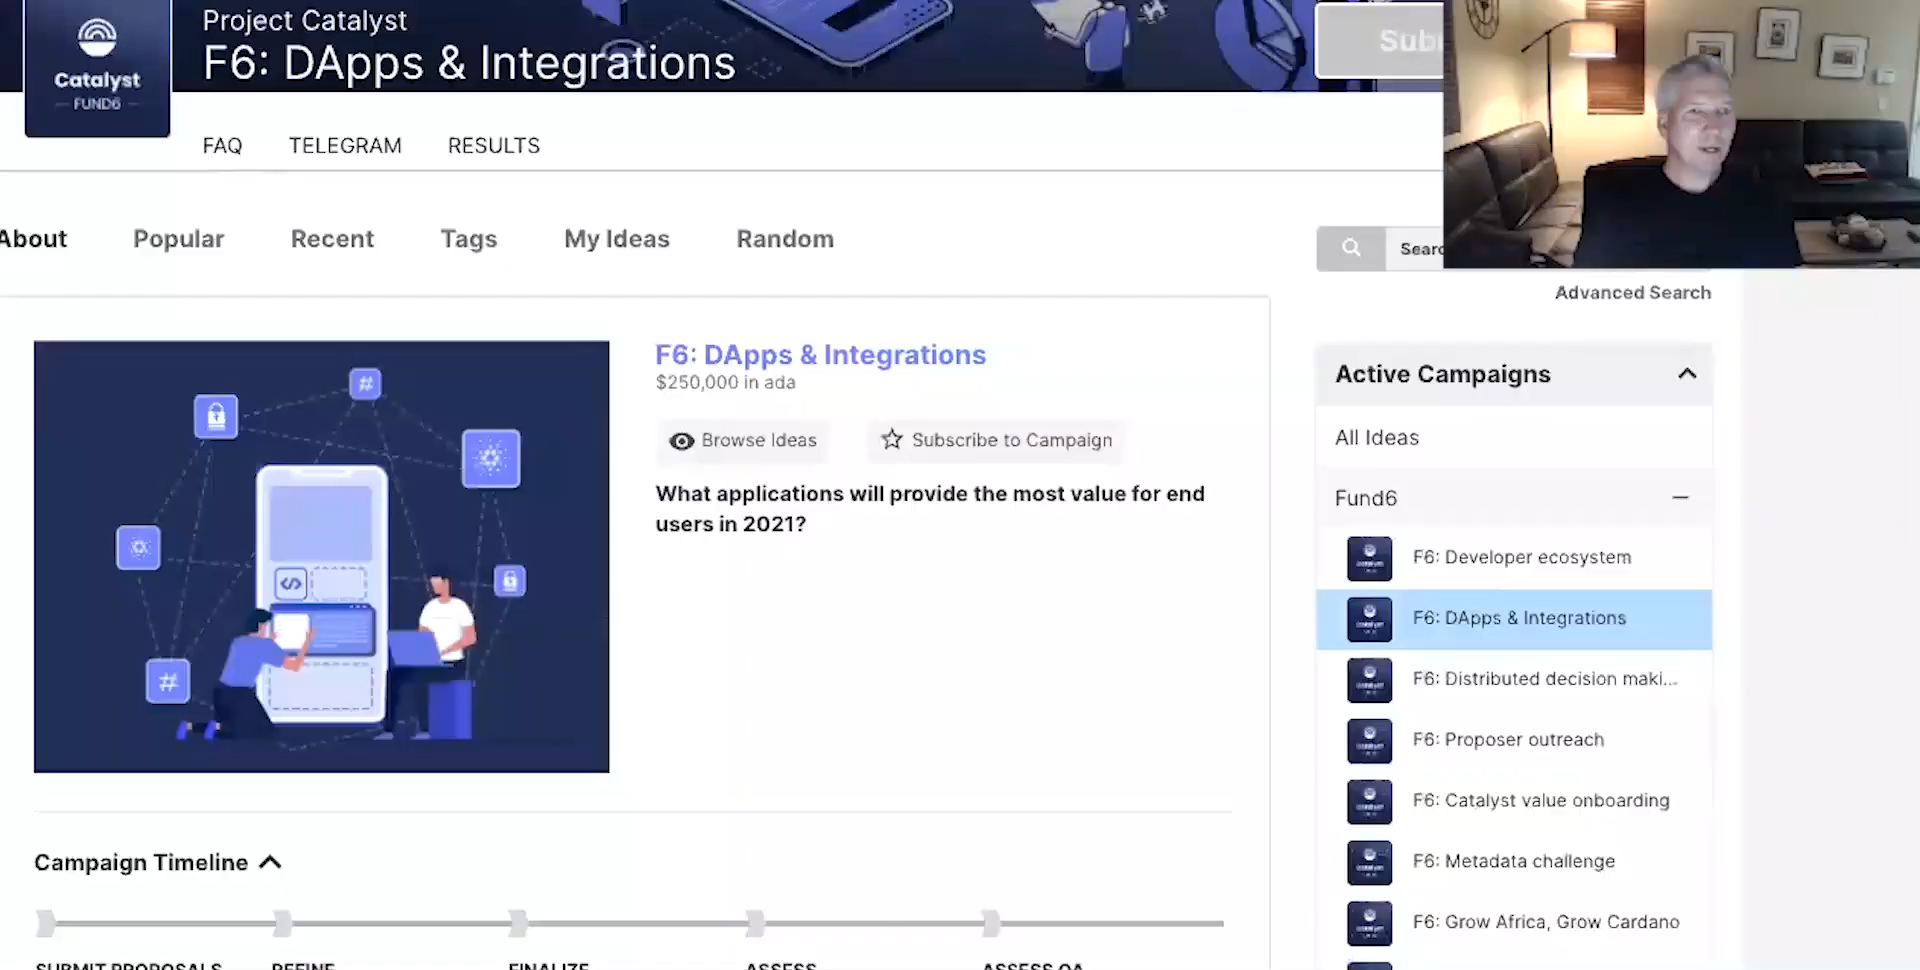 Project Catalyst
F6: DApps & Integrations
Catalyst
FUND6
FAQ
TELEGRAM
RESULTS
About
Popular
Recent
Tags
My Ideas
Random
Advanced Search
F6: DApps & Integrations
$250,000 in ada
Browse Ideas
Subscribe to Campaign
What applications will provide the most value for end
users in 2021?
Campaign Timeline
SUBMIT PROPOSALS
REFINE
FINALIZE
ASSESS
ASSESS QA
Active Campaigns
All Ideas
Fund6
F6: Developer ecosystem
F6: DApps & Integrations
F6: Distributed decision maki...
F6: Proposer outreach
F6: Catalyst value onboarding
F6: Metadata challenge
F6: Grow Africa, Grow Cardano